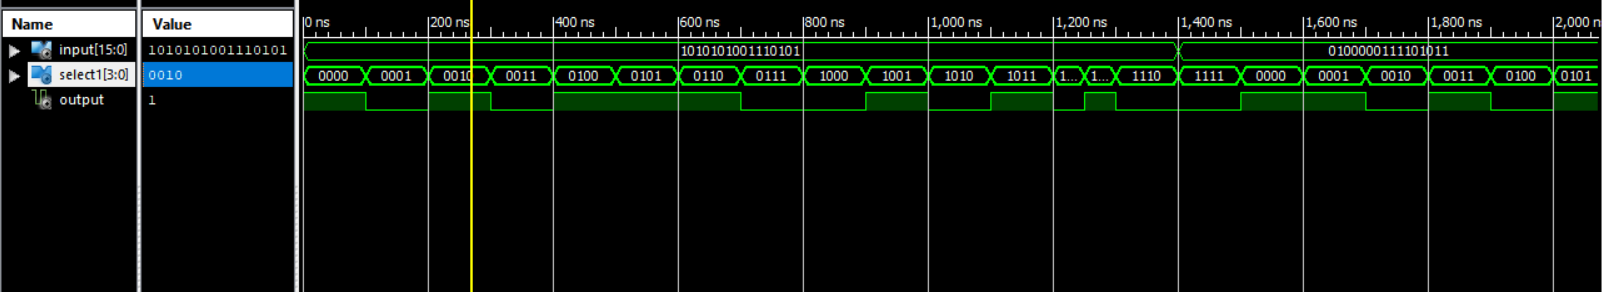 Name
Value
0 ns 200 ns 400 ns 600 ns 800 ns 1,000 ns 1,200 ns 1,400 ns 1,600 ns 1,800 ns 2,000 n
input[15:0] 1010101001110101 1010101001110101 0100000111101011
select1[3:0] 0010 0000 0001 0010 0011 0100 0101 0110 0111 1000 1001 1010 1011 1... 1... 1110 1111 0000 0001 0010 0011 0100 0101
output 1